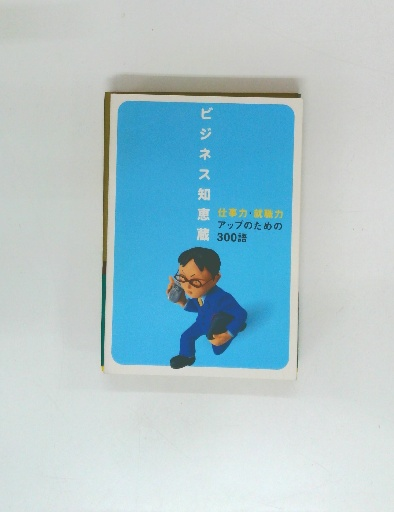 ビジネス知恵蔵
仕事力・就職力
アップのための
300語